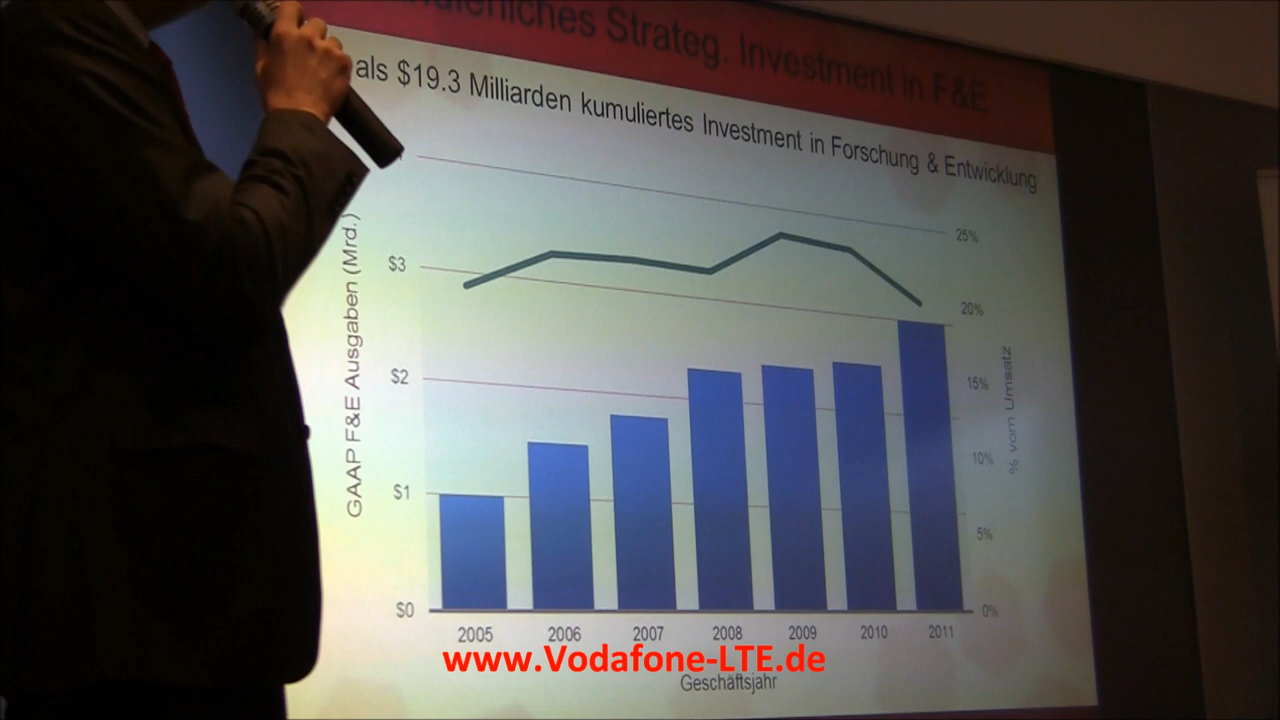 Strateg. Investment in F&E
als $19.3 Milliarden kumuliertes Investment in Forschung & Entwicklung
GAAP F&E Ausgaben (Mrd.)
$3
$2
$1
$0
25%
20%
15%
10%
5%
0%
% vom Umsatz
2005 2006 2007 2008 2009 2010 2011
www.Vodafone-LTE.de
Geschäftsjahr